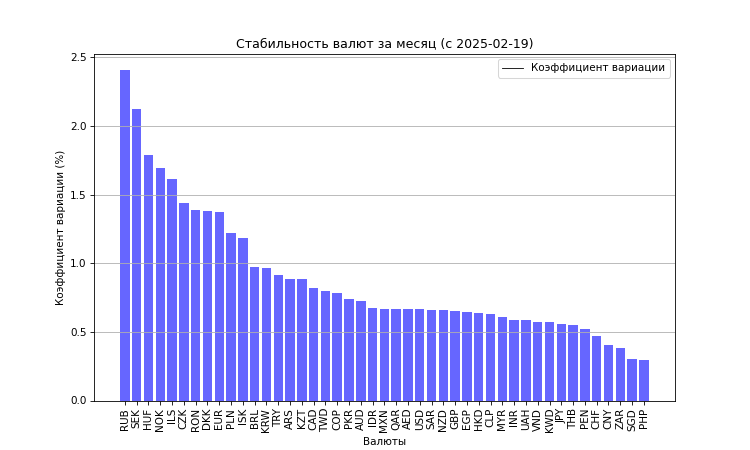 Стабильность валют за месяц (с 2025-02-19)
Коэффициент вариации
Коэффициент вариации (%)
2.5
2.0
1.5
1.0
0.5
0.0
RUB SEK HUF NOK ILS CZK RON DKK EUR PLN ISK BRL KRW TRY ARS KZT CAD TWD COP PKR AUD IDR MXN QAR AED USD SAR NZD GBP EGP HKD CLP MYR INR UAH VND KWD JPY THB PEN CHF CNY ZAR SGD PHP
Валюты